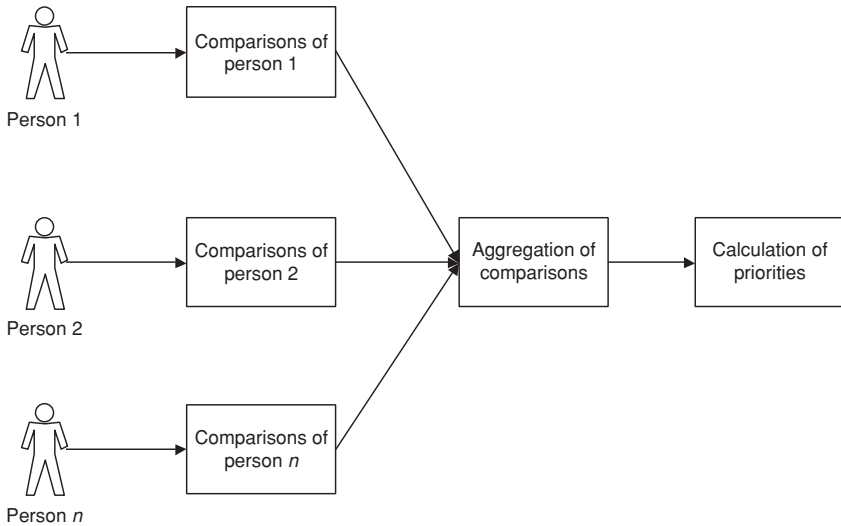 Comparisons of
person 1
Person 1
Comparisons of
person 2
Person 2
Aggregation of
comparisons
Calculation of
priorities
Comparisons of
person n
Person n